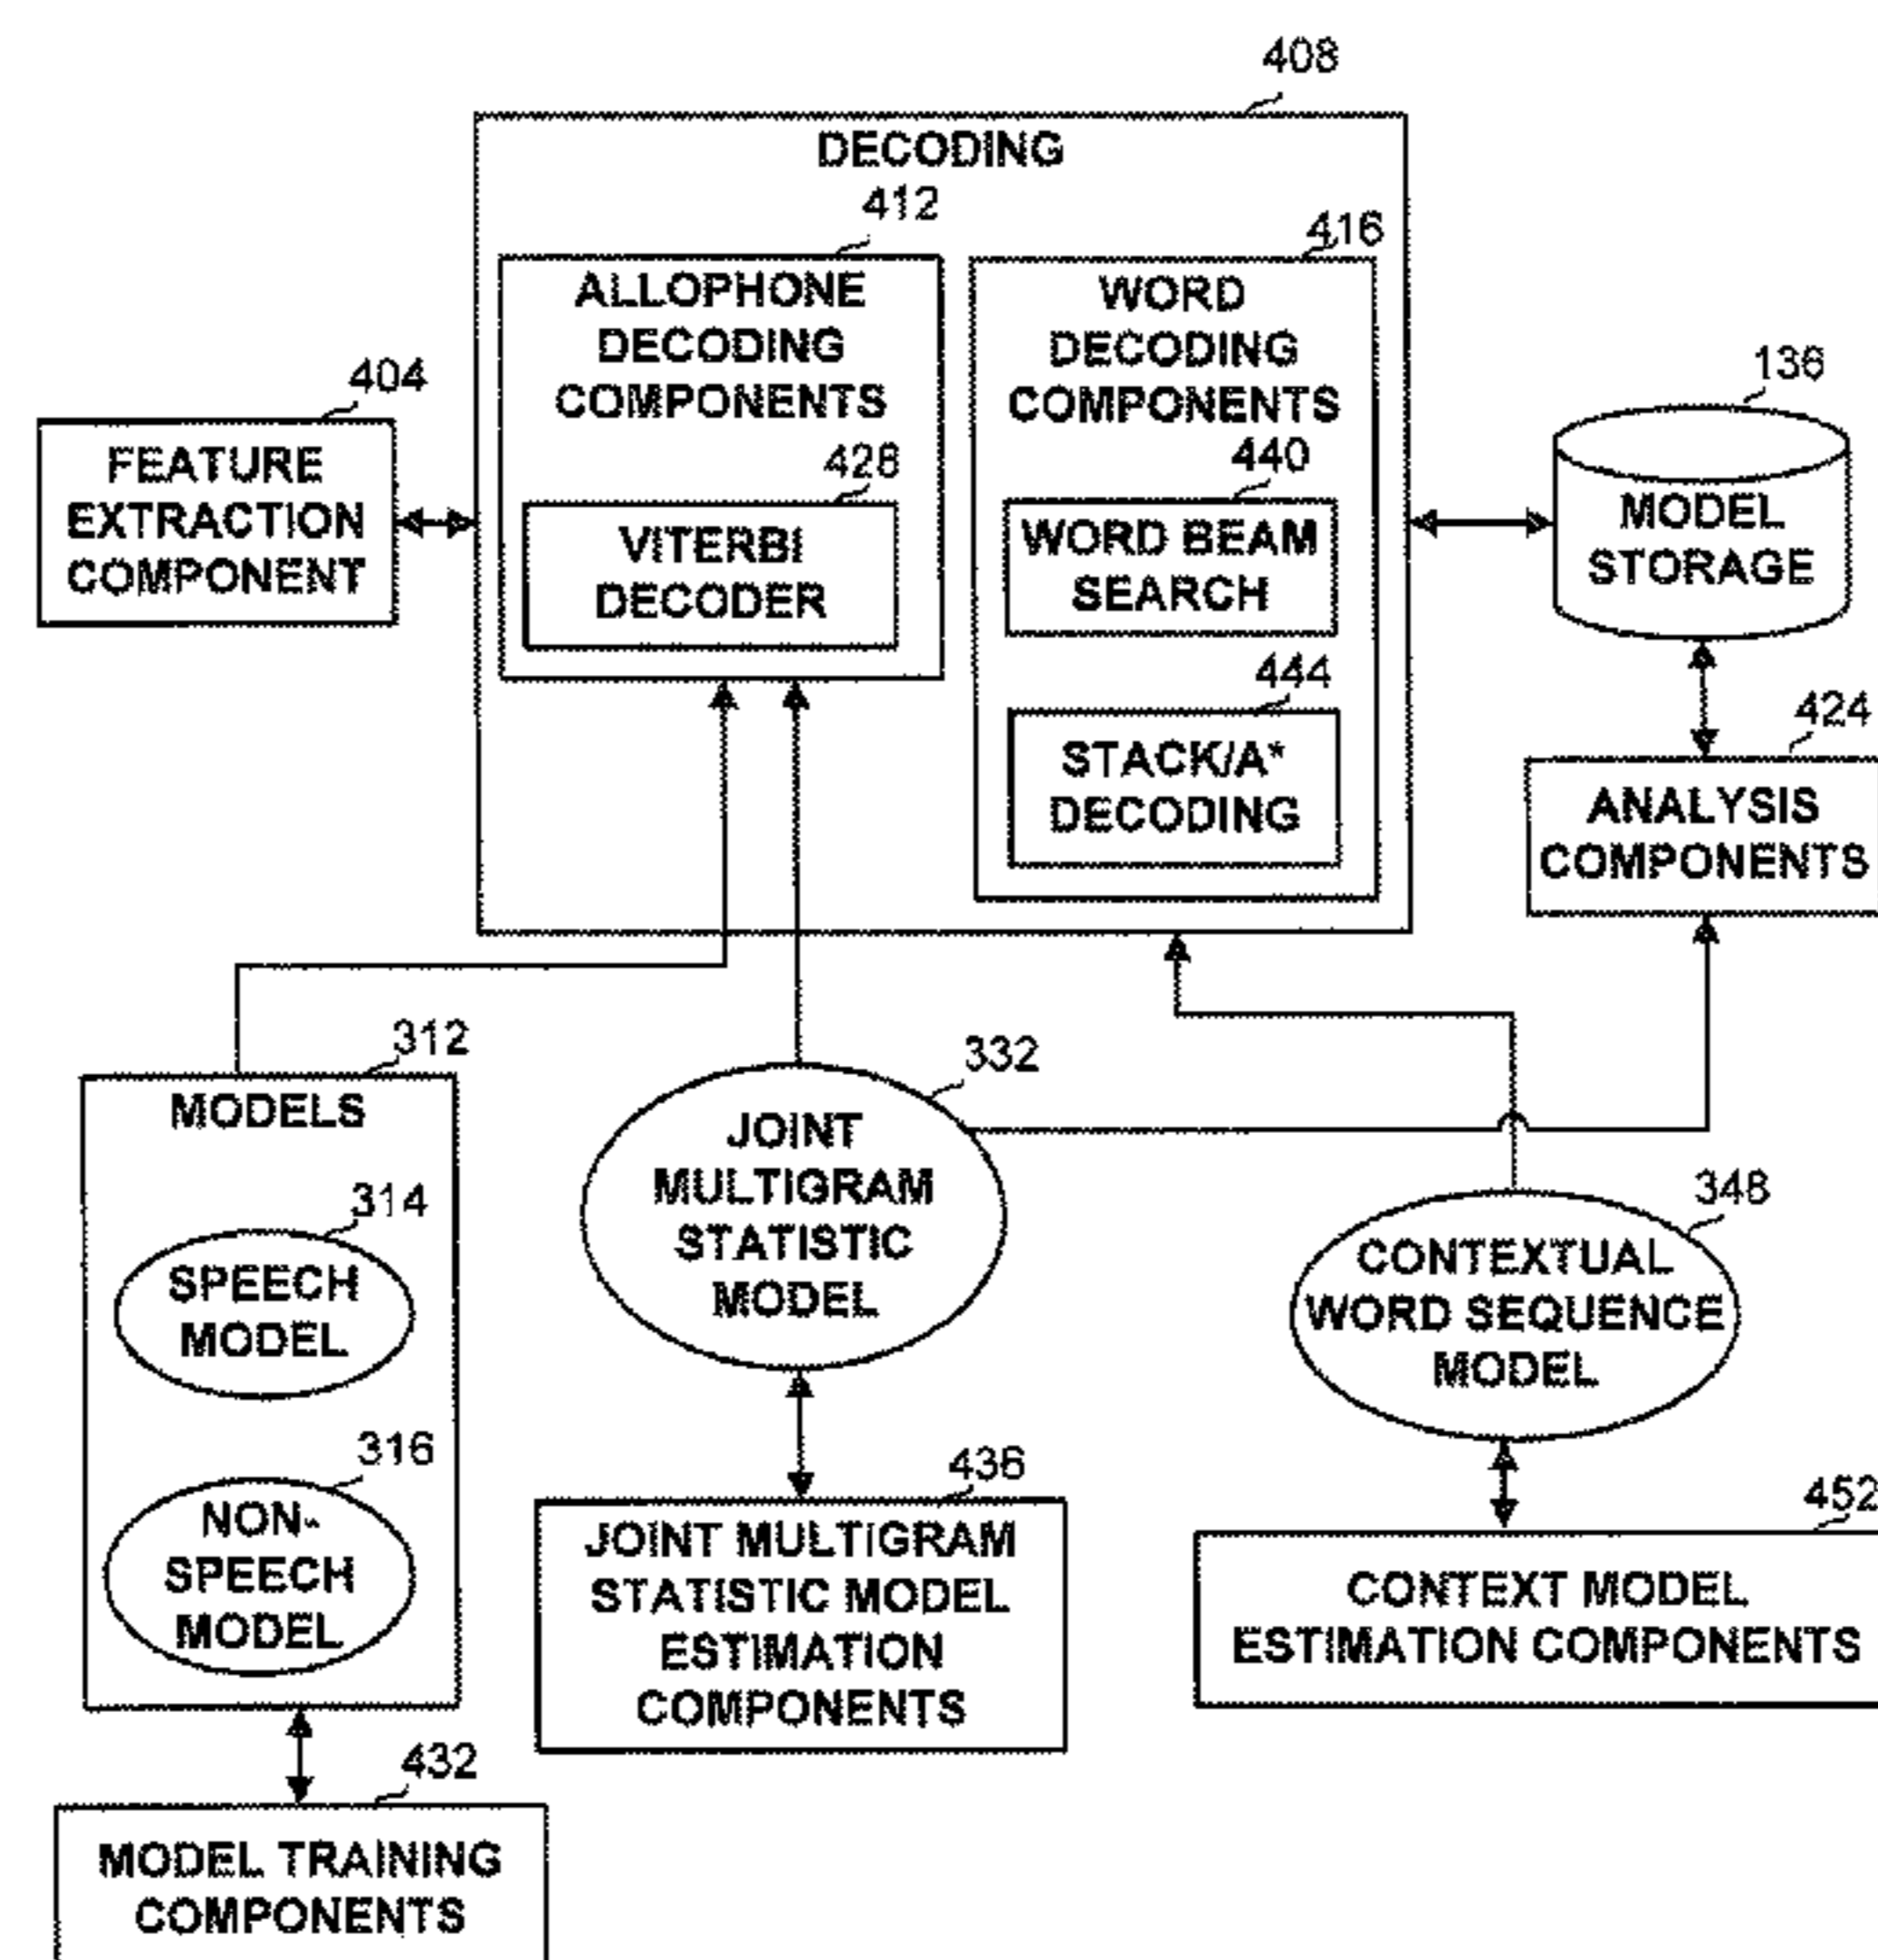 408
DECODING
412
416
ALLOPHONE
DECODING
COMPONENTS
WORD
DECODING
COMPONENTS
404
FEATURE
EXTRACTION
COMPONENT
428
VITERBI
DECODER
440
WORD BEAM
SEARCH
444
STACK/A*
DECODING
136
MODEL
STORAGE
424
ANALYSIS
COMPONENTS
312
MODELS
314
SPEECH
MODEL
316
NON-
SPEECH
MODEL
332
JOINT
MULTIGRAM
STATISTIC
MODEL
348
CONTEXTUAL
WORD SEQUENCE
MODEL
436
JOINT MULTIGRAM
STATISTIC MODEL
ESTIMATION
COMPONENTS
452
CONTEXT MODEL
ESTIMATION COMPONENTS
432
MODEL TRAINING
COMPONENTS